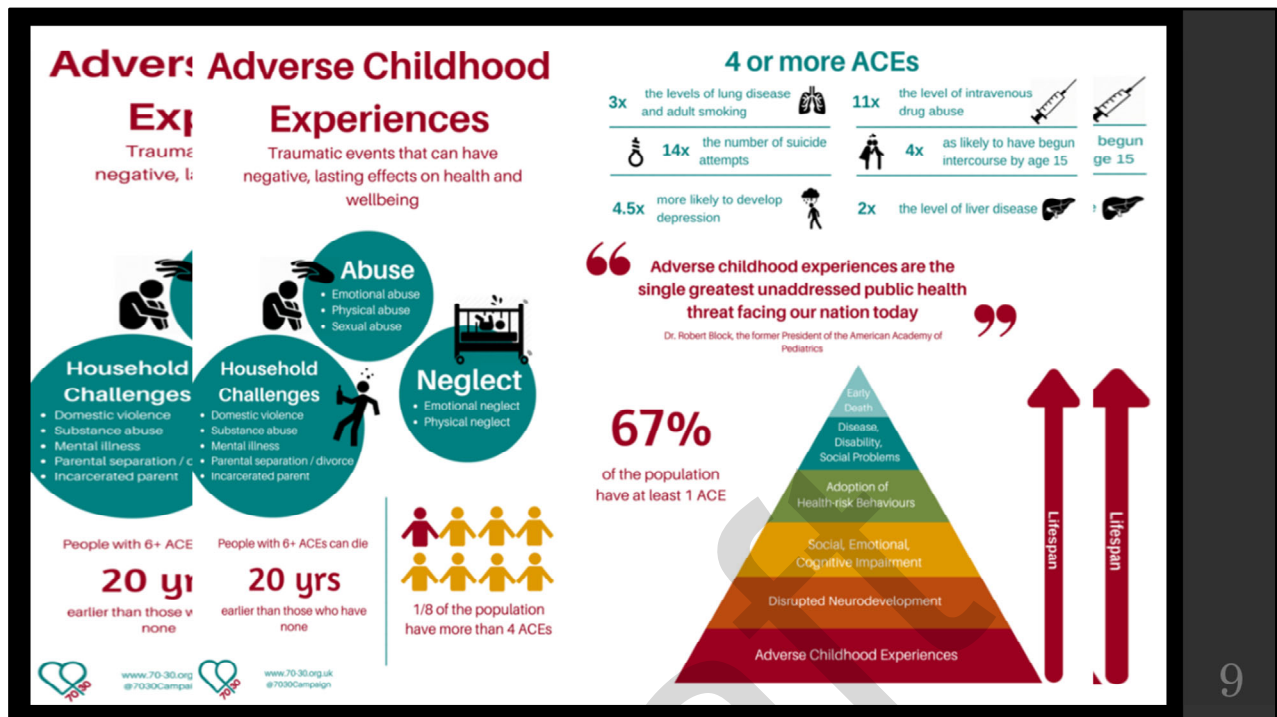 Advers
Exp
Trauma
negative, l
Household
Challenges
• Domestic violence
• Substance abuse
• Mental illness
• Parental separation / d
• Incarcerated parent
People with 6+ ACE
20 yr
earlier than those w
none
70/30
www.70-30.org
@7030Campai
Adverse Childhood
Experiences
Traumatic events that can have
negative, lasting effects on health and
wellbeing
Abuse
• Emotional abuse
• Physical abuse
• Sexual abuse
Household
Challenges
• Domestic violence
• Substance abuse
• Mental illness
• Parental separation / divorce
• Incarcerated parent
Neglect
• Emotional neglect
• Physical neglect
People with 6+ ACEs can die
20 yrs
earlier than those who have
none
1/8 of the population
have more than 4 ACEs
70/30
www.70-30.org.uk
@7030Campaign
4 or more ACEs
3x the levels of lung disease
and adult smoking
11x the level of intravenous
drug abuse
14x the number of suicide
attempts
4x as likely to have begun
intercourse by age 15
begun
ge 15
4.5x more likely to develop
depression
2x the level of liver disease
“ Adverse childhood experiences are the
single greatest unaddressed public health
threat facing our nation today ”
Dr. Robert Block, the former President of the American Academy of
Pediatrics
67%
of the population
have at least 1 ACE
Early
Death
Disease,
Disability,
Social Problems
Adoption of
Health-risk Behaviours
Social, Emotional,
Cognitive Impairment
Disrupted Neurodevelopment
Adverse Childhood Experiences
Lifespan
Lifespan
9